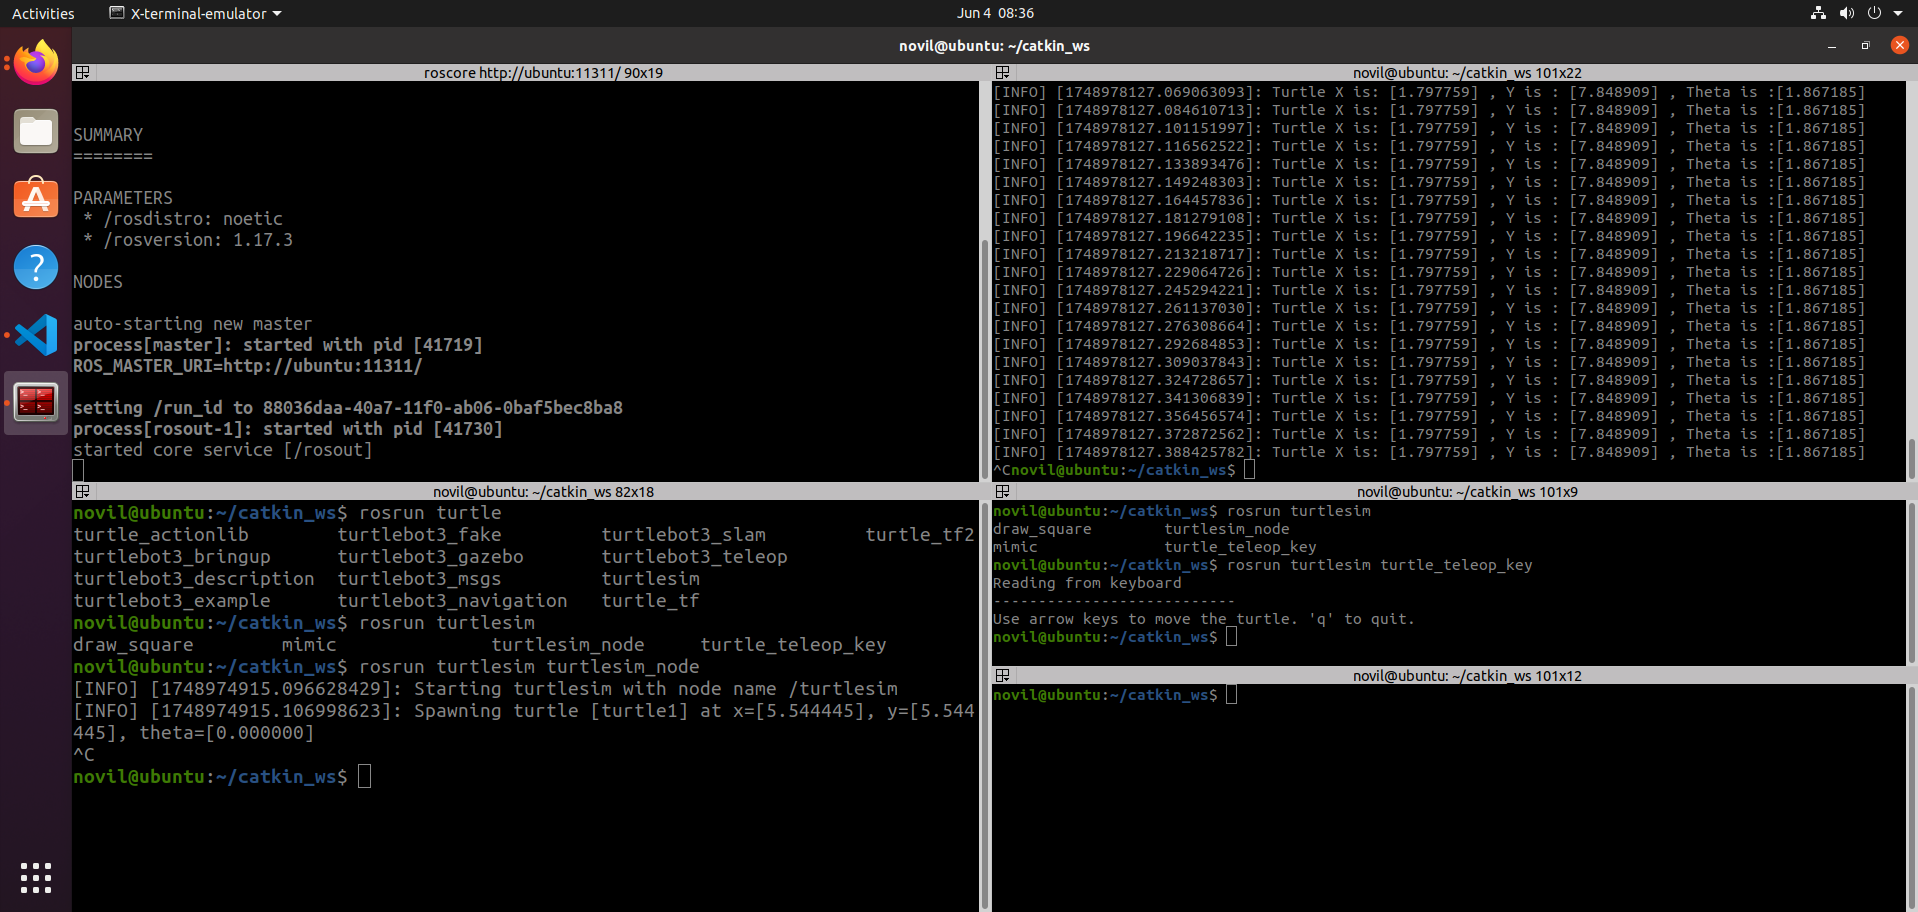 Activities
X-terminal-emulator
Jun 4 08:36
novil@ubuntu: ~/catkin_ws
roscore http://ubuntu:11311/ 90x19
SUMMARY
========
PARAMETERS
 * /rosdistro: noetic
 * /rosversion: 1.17.3
NODES
auto-starting new master
process[master]: started with pid [41719]
ROS_MASTER_URI=http://ubuntu:11311/
setting /run_id to 88036daa-40a7-11f0-ab06-0baf5bec8ba8
process[rosout-1]: started with pid [41730]
started core service [/rosout]
novil@ubuntu: ~/catkin_ws 101x22
[INFO] [1748978127.069063093]: Turtle X is: [1.797759] , Y is : [7.848909] , Theta is :[1.867185]
[INFO] [1748978127.084610713]: Turtle X is: [1.797759] , Y is : [7.848909] , Theta is :[1.867185]
[INFO] [1748978127.101151997]: Turtle X is: [1.797759] , Y is : [7.848909] , Theta is :[1.867185]
[INFO] [1748978127.116562522]: Turtle X is: [1.797759] , Y is : [7.848909] , Theta is :[1.867185]
[INFO] [1748978127.133893476]: Turtle X is: [1.797759] , Y is : [7.848909] , Theta is :[1.867185]
[INFO] [1748978127.149248303]: Turtle X is: [1.797759] , Y is : [7.848909] , Theta is :[1.867185]
[INFO] [1748978127.164457836]: Turtle X is: [1.797759] , Y is : [7.848909] , Theta is :[1.867185]
[INFO] [1748978127.181279108]: Turtle X is: [1.797759] , Y is : [7.848909] , Theta is :[1.867185]
[INFO] [1748978127.196642235]: Turtle X is: [1.797759] , Y is : [7.848909] , Theta is :[1.867185]
[INFO] [1748978127.213218717]: Turtle X is: [1.797759] , Y is : [7.848909] , Theta is :[1.867185]
[INFO] [1748978127.229064726]: Turtle X is: [1.797759] , Y is : [7.848909] , Theta is :[1.867185]
[INFO] [1748978127.245294221]: Turtle X is: [1.797759] , Y is : [7.848909] , Theta is :[1.867185]
[INFO] [1748978127.261137030]: Turtle X is: [1.797759] , Y is : [7.848909] , Theta is :[1.867185]
[INFO] [1748978127.276308664]: Turtle X is: [1.797759] , Y is : [7.848909] , Theta is :[1.867185]
[INFO] [1748978127.292684853]: Turtle X is: [1.797759] , Y is : [7.848909] , Theta is :[1.867185]
[INFO] [1748978127.309037843]: Turtle X is: [1.797759] , Y is : [7.848909] , Theta is :[1.867185]
[INFO] [1748978127.324728657]: Turtle X is: [1.797759] , Y is : [7.848909] , Theta is :[1.867185]
[INFO] [1748978127.341306839]: Turtle X is: [1.797759] , Y is : [7.848909] , Theta is :[1.867185]
[INFO] [1748978127.356456574]: Turtle X is: [1.797759] , Y is : [7.848909] , Theta is :[1.867185]
[INFO] [1748978127.372872562]: Turtle X is: [1.797759] , Y is : [7.848909] , Theta is :[1.867185]
[INFO] [1748978127.388425782]: Turtle X is: [1.797759] , Y is : [7.848909] , Theta is :[1.867185]
^Cnovil@ubuntu:~/catkin_ws$
novil@ubuntu: ~/catkin_ws 82x18
novil@ubuntu:~/catkin_ws$ rosrun turtle
turtle_actionlib turtlebot3_fake turtlebot3_slam turtle_tf2
turtlebot3_bringup turtlebot3_gazebo turtlebot3_teleop
turtlebot3_description turtlebot3_msgs turtlesim
turtlebot3_example turtlebot3_navigation turtle_tf
novil@ubuntu:~/catkin_ws$ rosrun turtlesim
draw_square mimic turtlesim_node turtle_teleop_key
novil@ubuntu:~/catkin_ws$ rosrun turtlesim turtlesim_node
[INFO] [1748974915.096628429]: Starting turtlesim with node name /turtlesim
[INFO] [1748974915.106998623]: Spawning turtle [turtle1] at x=[5.544445], y=[5.544
445], theta=[0.000000]
^C
novil@ubuntu:~/catkin_ws$
novil@ubuntu: ~/catkin_ws 101x9
novil@ubuntu:~/catkin_ws$ rosrun turtlesim
draw_square turtlesim_node
mimic turtle_teleop_key
novil@ubuntu:~/catkin_ws$ rosrun turtlesim turtle_teleop_key
Reading from keyboard
---------------------------
Use arrow keys to move the turtle. 'q' to quit.
novil@ubuntu:~/catkin_ws$
novil@ubuntu: ~/catkin_ws 101x12
novil@ubuntu:~/catkin_ws$